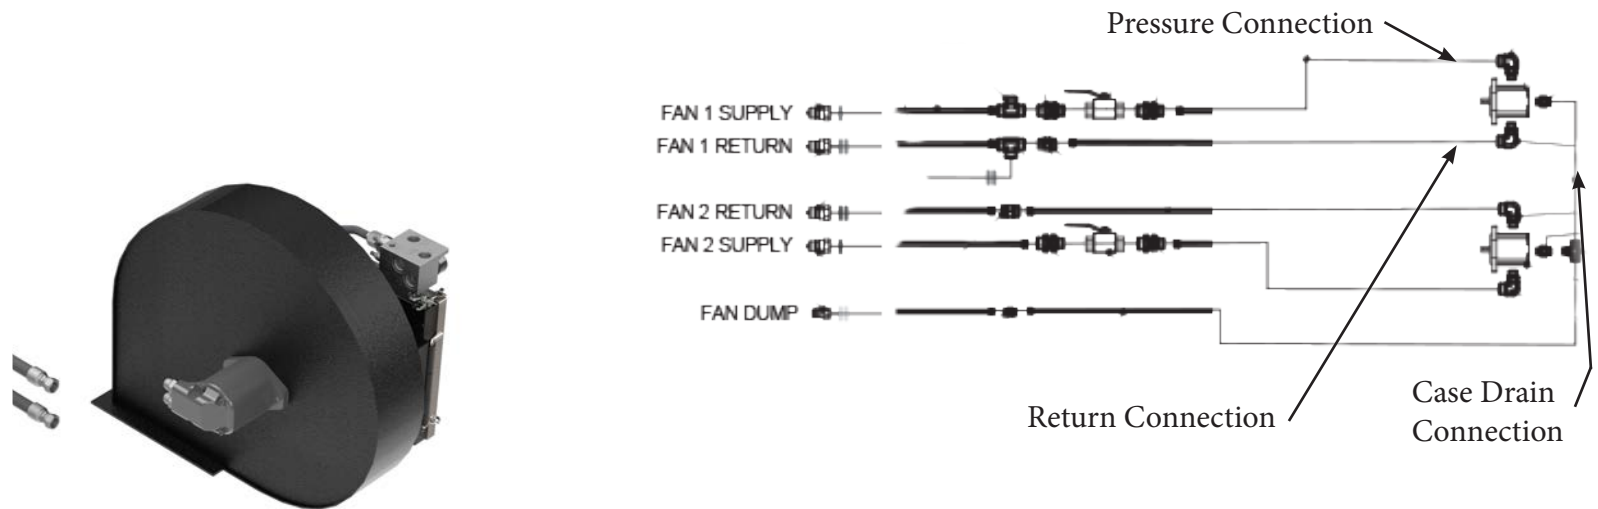 Pressure Connection
FAN 1 SUPPLY
FAN 1 RETURN
FAN 2 RETURN
FAN 2 SUPPLY
FAN DUMP
Return Connection
Case Drain
Connection